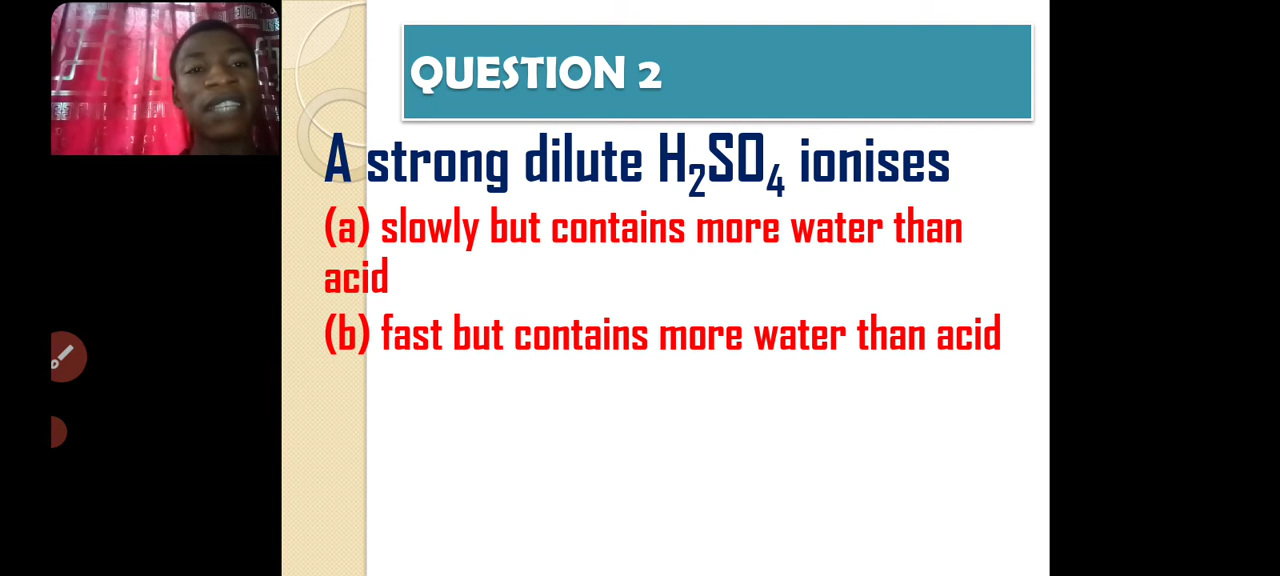 QUESTION 2
A strong dilute H₂SO₄ ionises
(a) slowly but contains more water than
acid
(b) fast but contains more water than acid